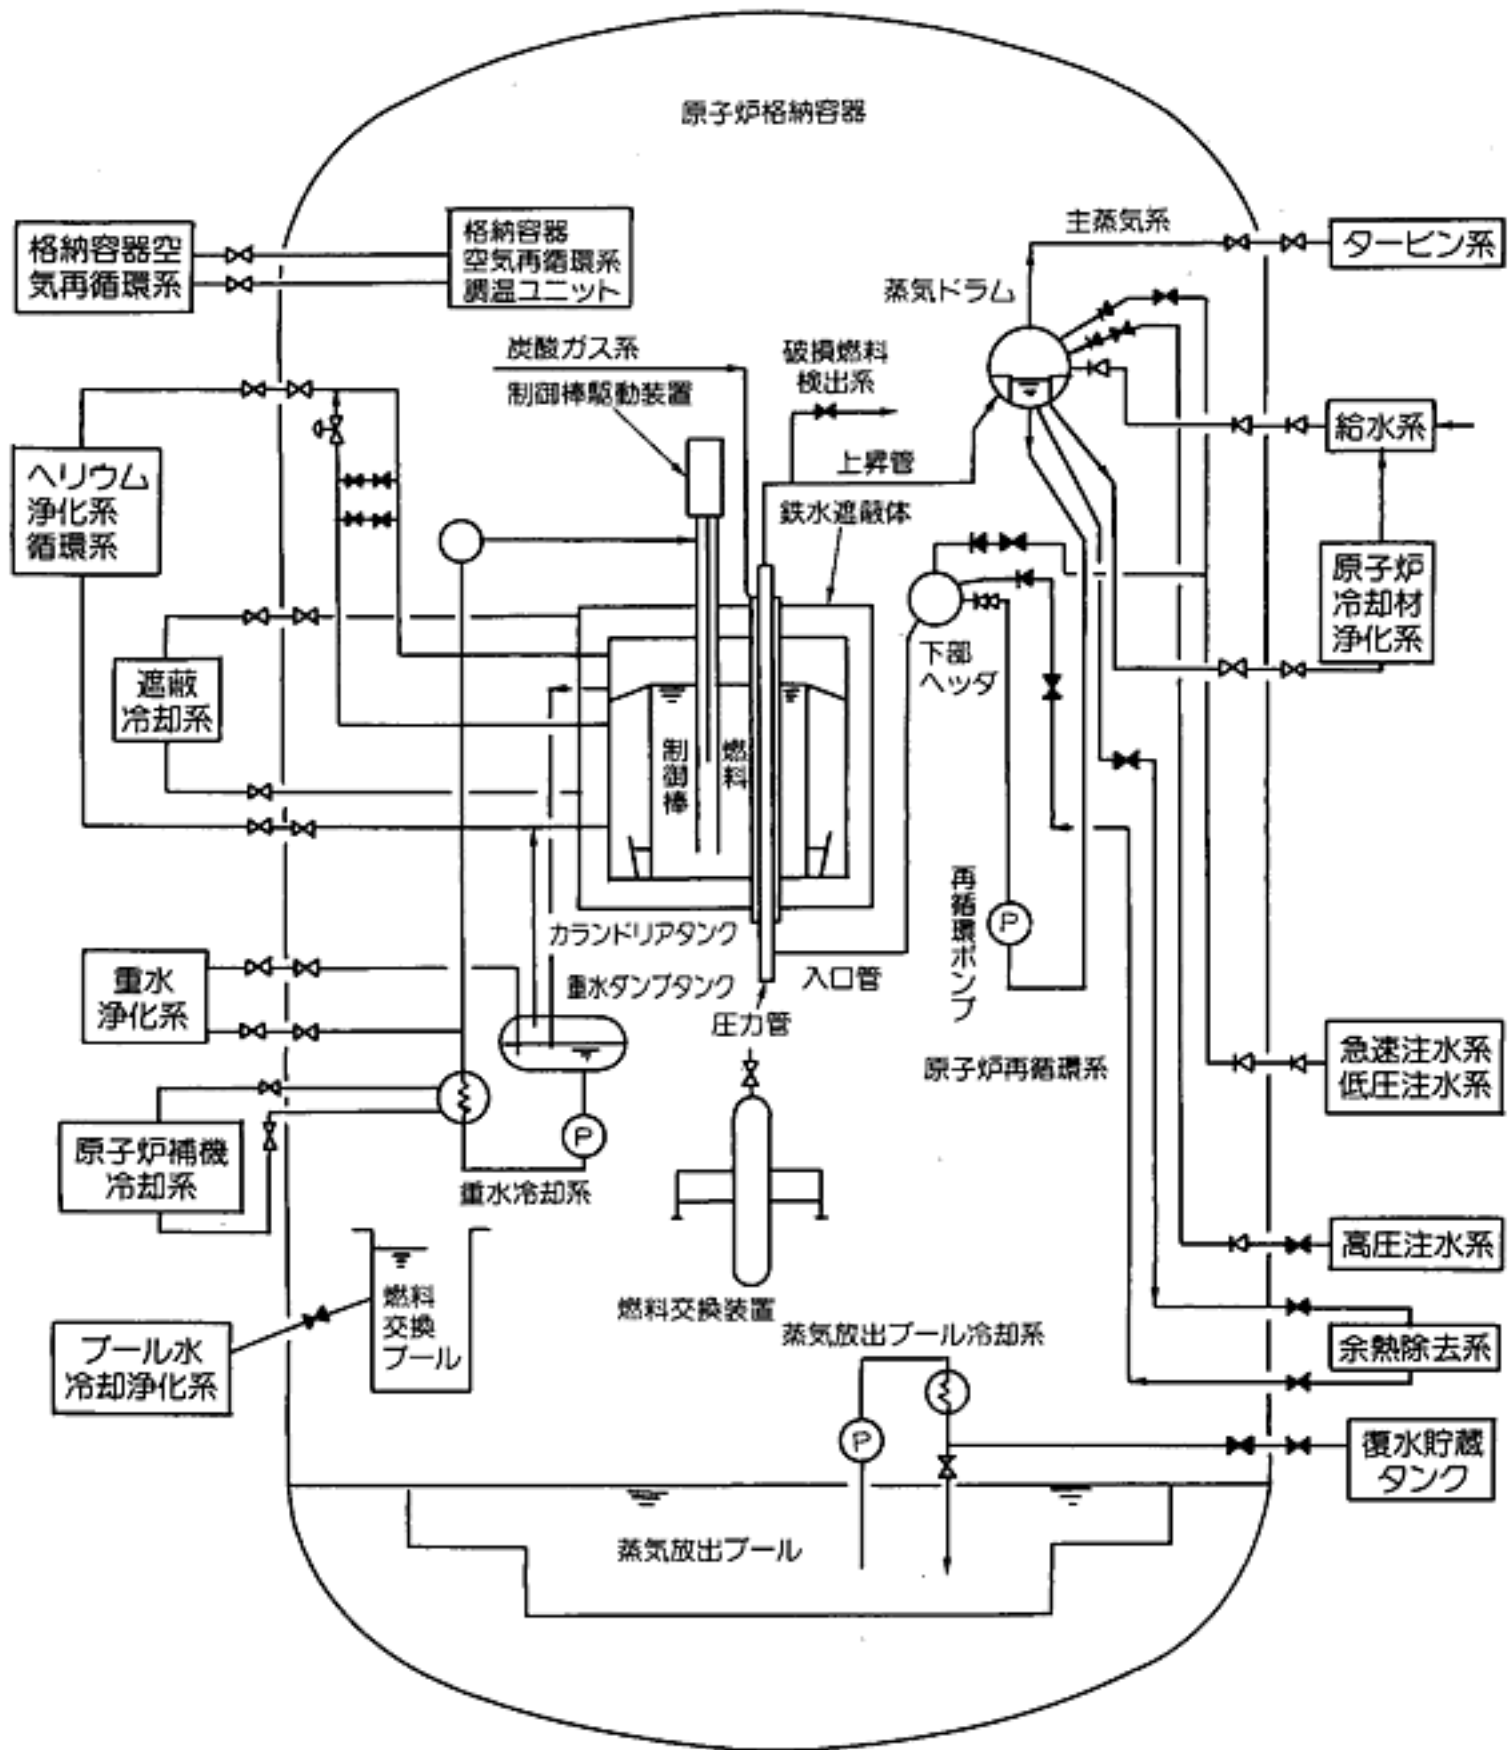 原子炉格納容器
格納容器空
気再循環系
格納容器
空気再循環系
調温ユニット
主蒸気系
タービン系
蒸気ドラム
炭酸ガス系
破損燃料
検出系
制御棒駆動装置
給水系
上昇管
ヘリウム
浄化系
循環系
鉄水遮蔽体
原子炉
冷却材
浄化系
下部
ヘッダ
遮蔽
冷却系
制御棒
燃料
再循環ポンプ
P
カランドリアタンク
重水
浄化系
重水ダンプタンク
入口管
圧力管
原子炉再循環系
急速注水系
低圧注水系
P
原子炉補機
冷却系
重水冷却系
高圧注水系
燃料
交換
プール
燃料交換装置
蒸気放出プール冷却系
余熱除去系
プール水
冷却浄化系
P
復水貯蔵
タンク
蒸気放出プール